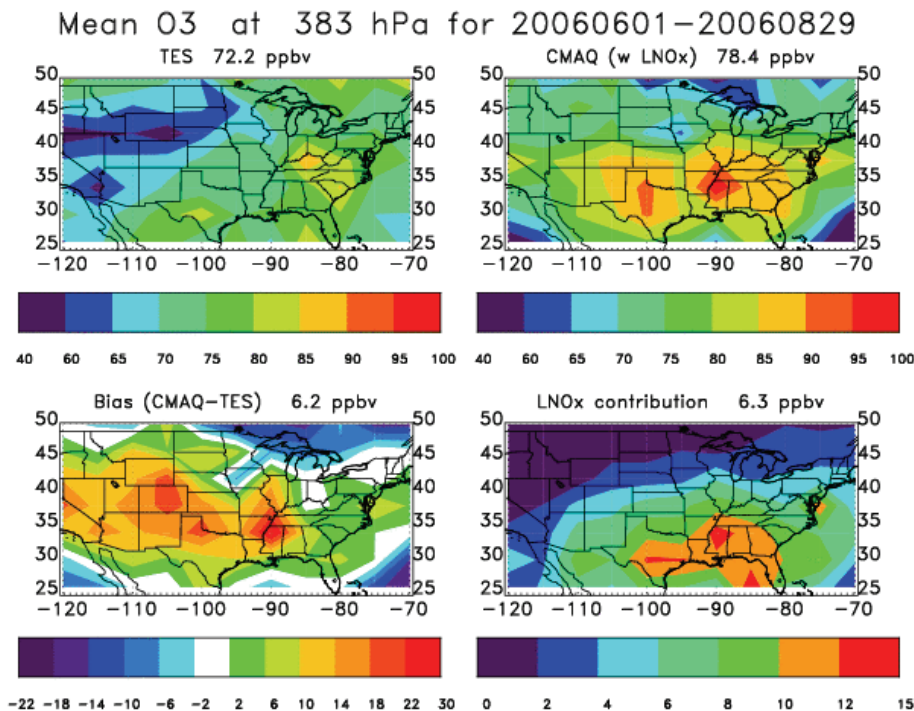 Mean O3 at 383 hPa for 20060601-20060829
TES 72.2 ppbv
50 50
45 45
40 40
35 35
30 30
25 25
-120 -110 -100 -90 -80 -70
40 60 65 70 75 80 85 90 95 100
CMAQ (w LNOx) 78.4 ppbv
50 50
45 45
40 40
35 35
30 30
25 25
-120 -110 -100 -90 -80 -70
40 60 65 70 75 80 85 90 95 100
Bias (CMAQ-TES) 6.2 ppbv
50 50
45 45
40 40
35 35
30 30
25 25
-120 -110 -100 -90 -80 -70
-22 -18 -14 -10 -6 -2 2 6 10 14 18 22 30
LNOx contribution 6.3 ppbv
50 50
45 45
40 40
35 35
30 30
25 25
-120 -110 -100 -90 -80 -70
0 2 4 6 8 10 12 15